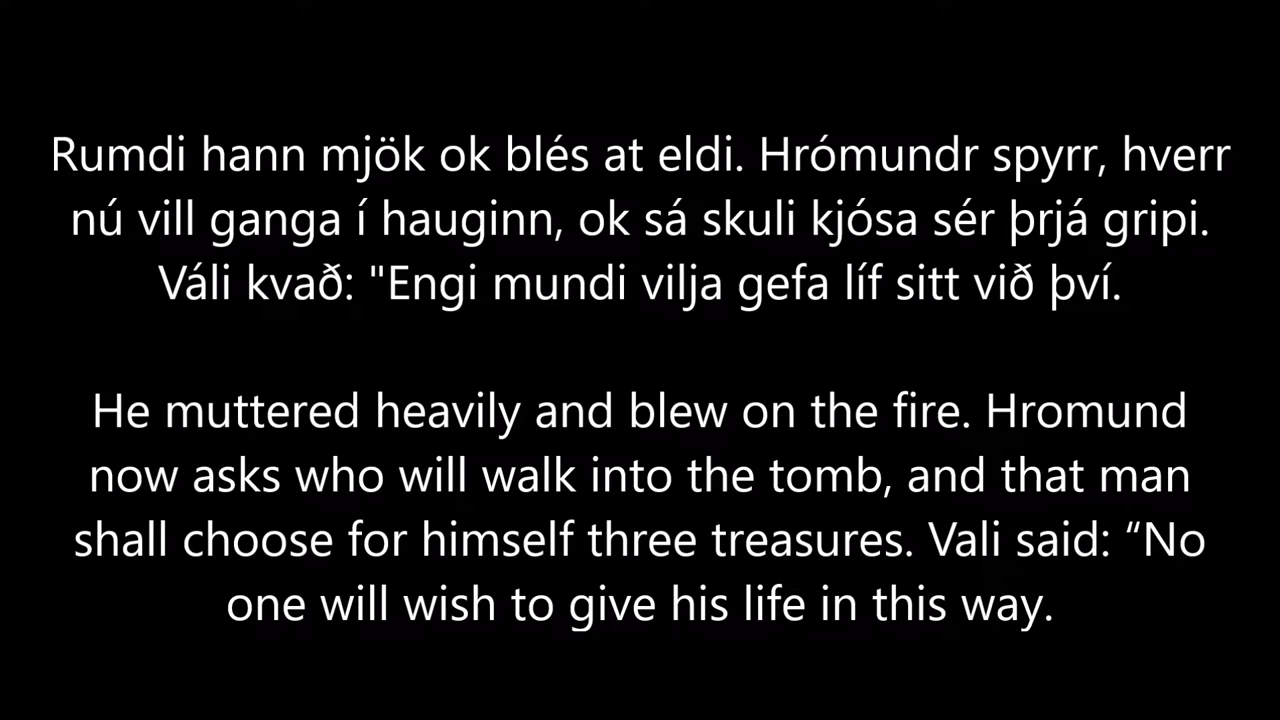 Rumdi hann mjök ok blés at eldi. Hrómundr spyrr, hverr
nú vill ganga í hauginn, ok sá skuli kjósa sér þrjá gripi.
Váli kvað: "Engi mundi vilja gefa líf sitt við því.
He muttered heavily and blew on the fire. Hromund
now asks who will walk into the tomb, and that man
shall choose for himself three treasures. Vali said: “No
one will wish to give his life in this way.